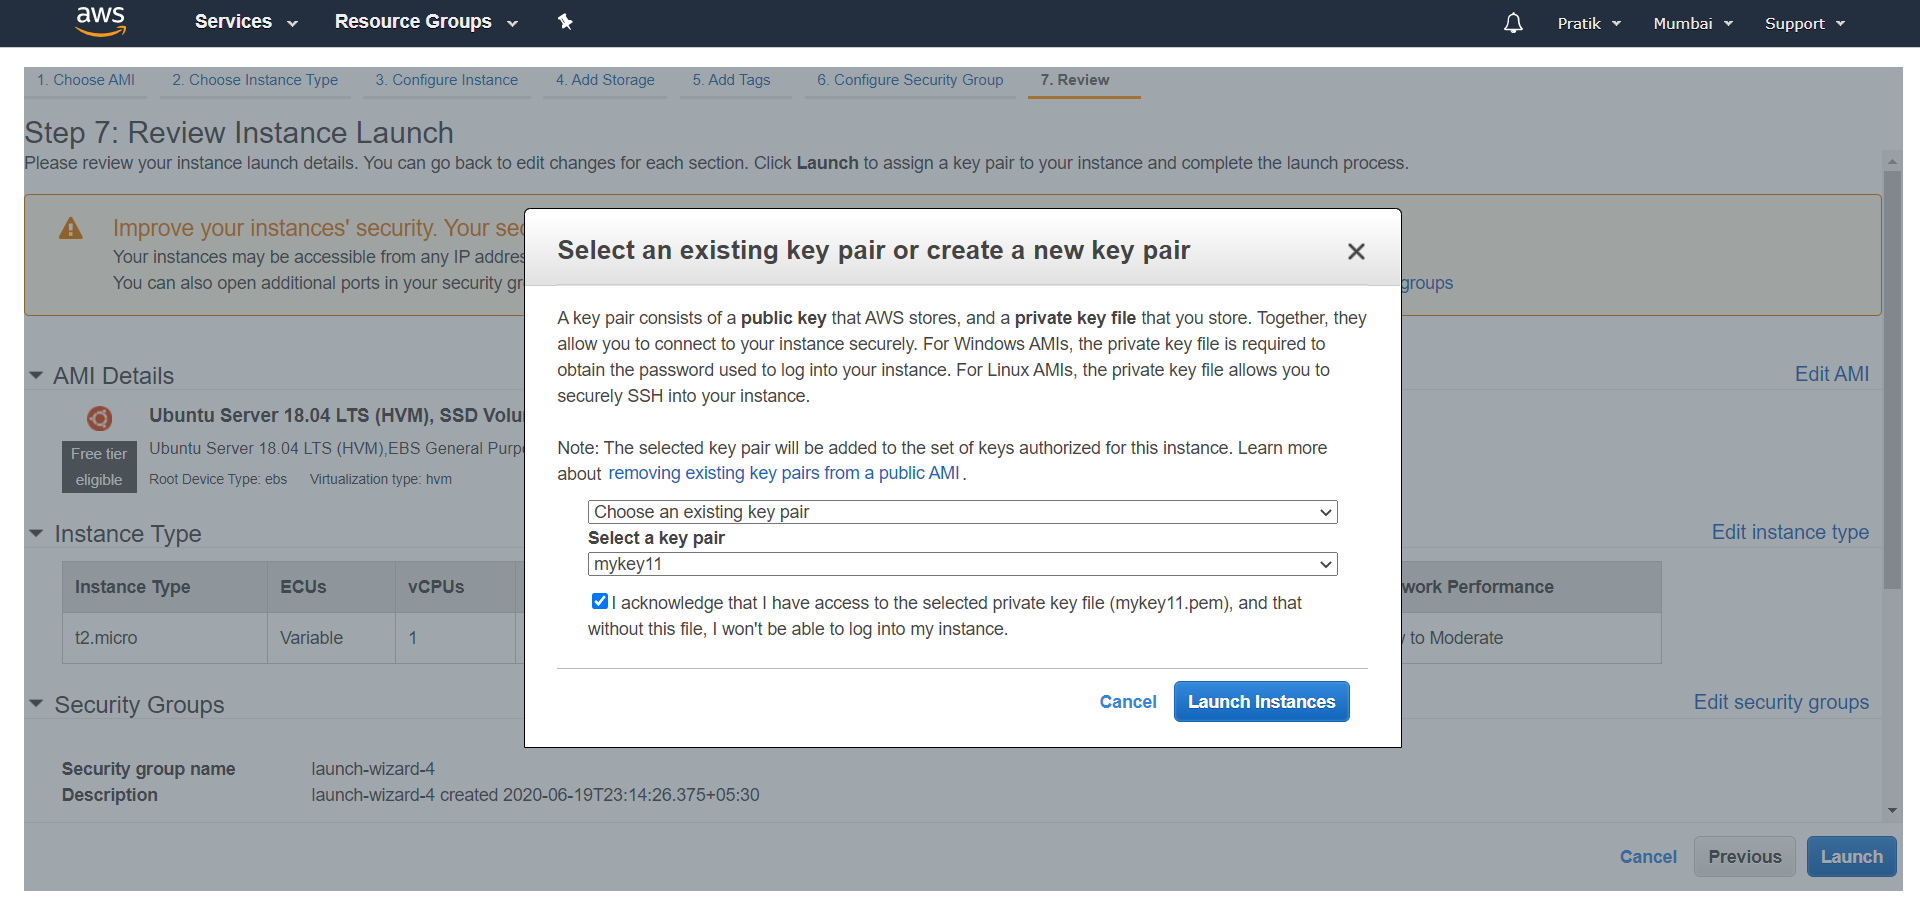 aws Services Resource Groups Pratik Mumbai Support
1. Choose AMI 2. Choose Instance Type 3. Configure Instance 4. Add Storage 5. Add Tags 6. Configure Security Group 7. Review
Step 7: Review Instance Launch
Please review your instance launch details. You can go back to edit changes for each section. Click Launch to assign a key pair to your instance and complete the launch process.
Improve your instances' security. Your
Your instances may be accessible from any IP
You can also open additional ports in your security groups
Select an existing key pair or create a new key pair
A key pair consists of a public key that AWS stores, and a private key file that you store. Together, they
allow you to connect to your instance securely. For Windows AMIs, the private key file is required to
obtain the password used to log into your instance. For Linux AMIs, the private key file allows you to
securely SSH into your instance.
Note: The selected key pair will be added to the set of keys authorized for this instance. Learn more
about removing existing key pairs from a public AMI .
Choose an existing key pair
Select a key pair
mykey11
I acknowledge that I have access to the selected private key file (mykey11.pem), and that
without this file, I won't be able to log into my instance.
Cancel Launch Instances
AMI Details Edit AMI
Ubuntu Server 18.04 LTS (HVM), SSD
Free tier
eligible
Ubuntu Server 18.04 LTS (HVM),EBS General
Root Device Type: ebs Virtualization type: hvm
Instance Type Edit instance type
Instance Type ECUs vCPUs Performance
t2.micro Variable 1 to Moderate
Security Groups Edit security groups
Security group name launch-wizard-4
Description launch-wizard-4 created 2020-06-19T23:14:26.375+05:30
Cancel Previous Launch